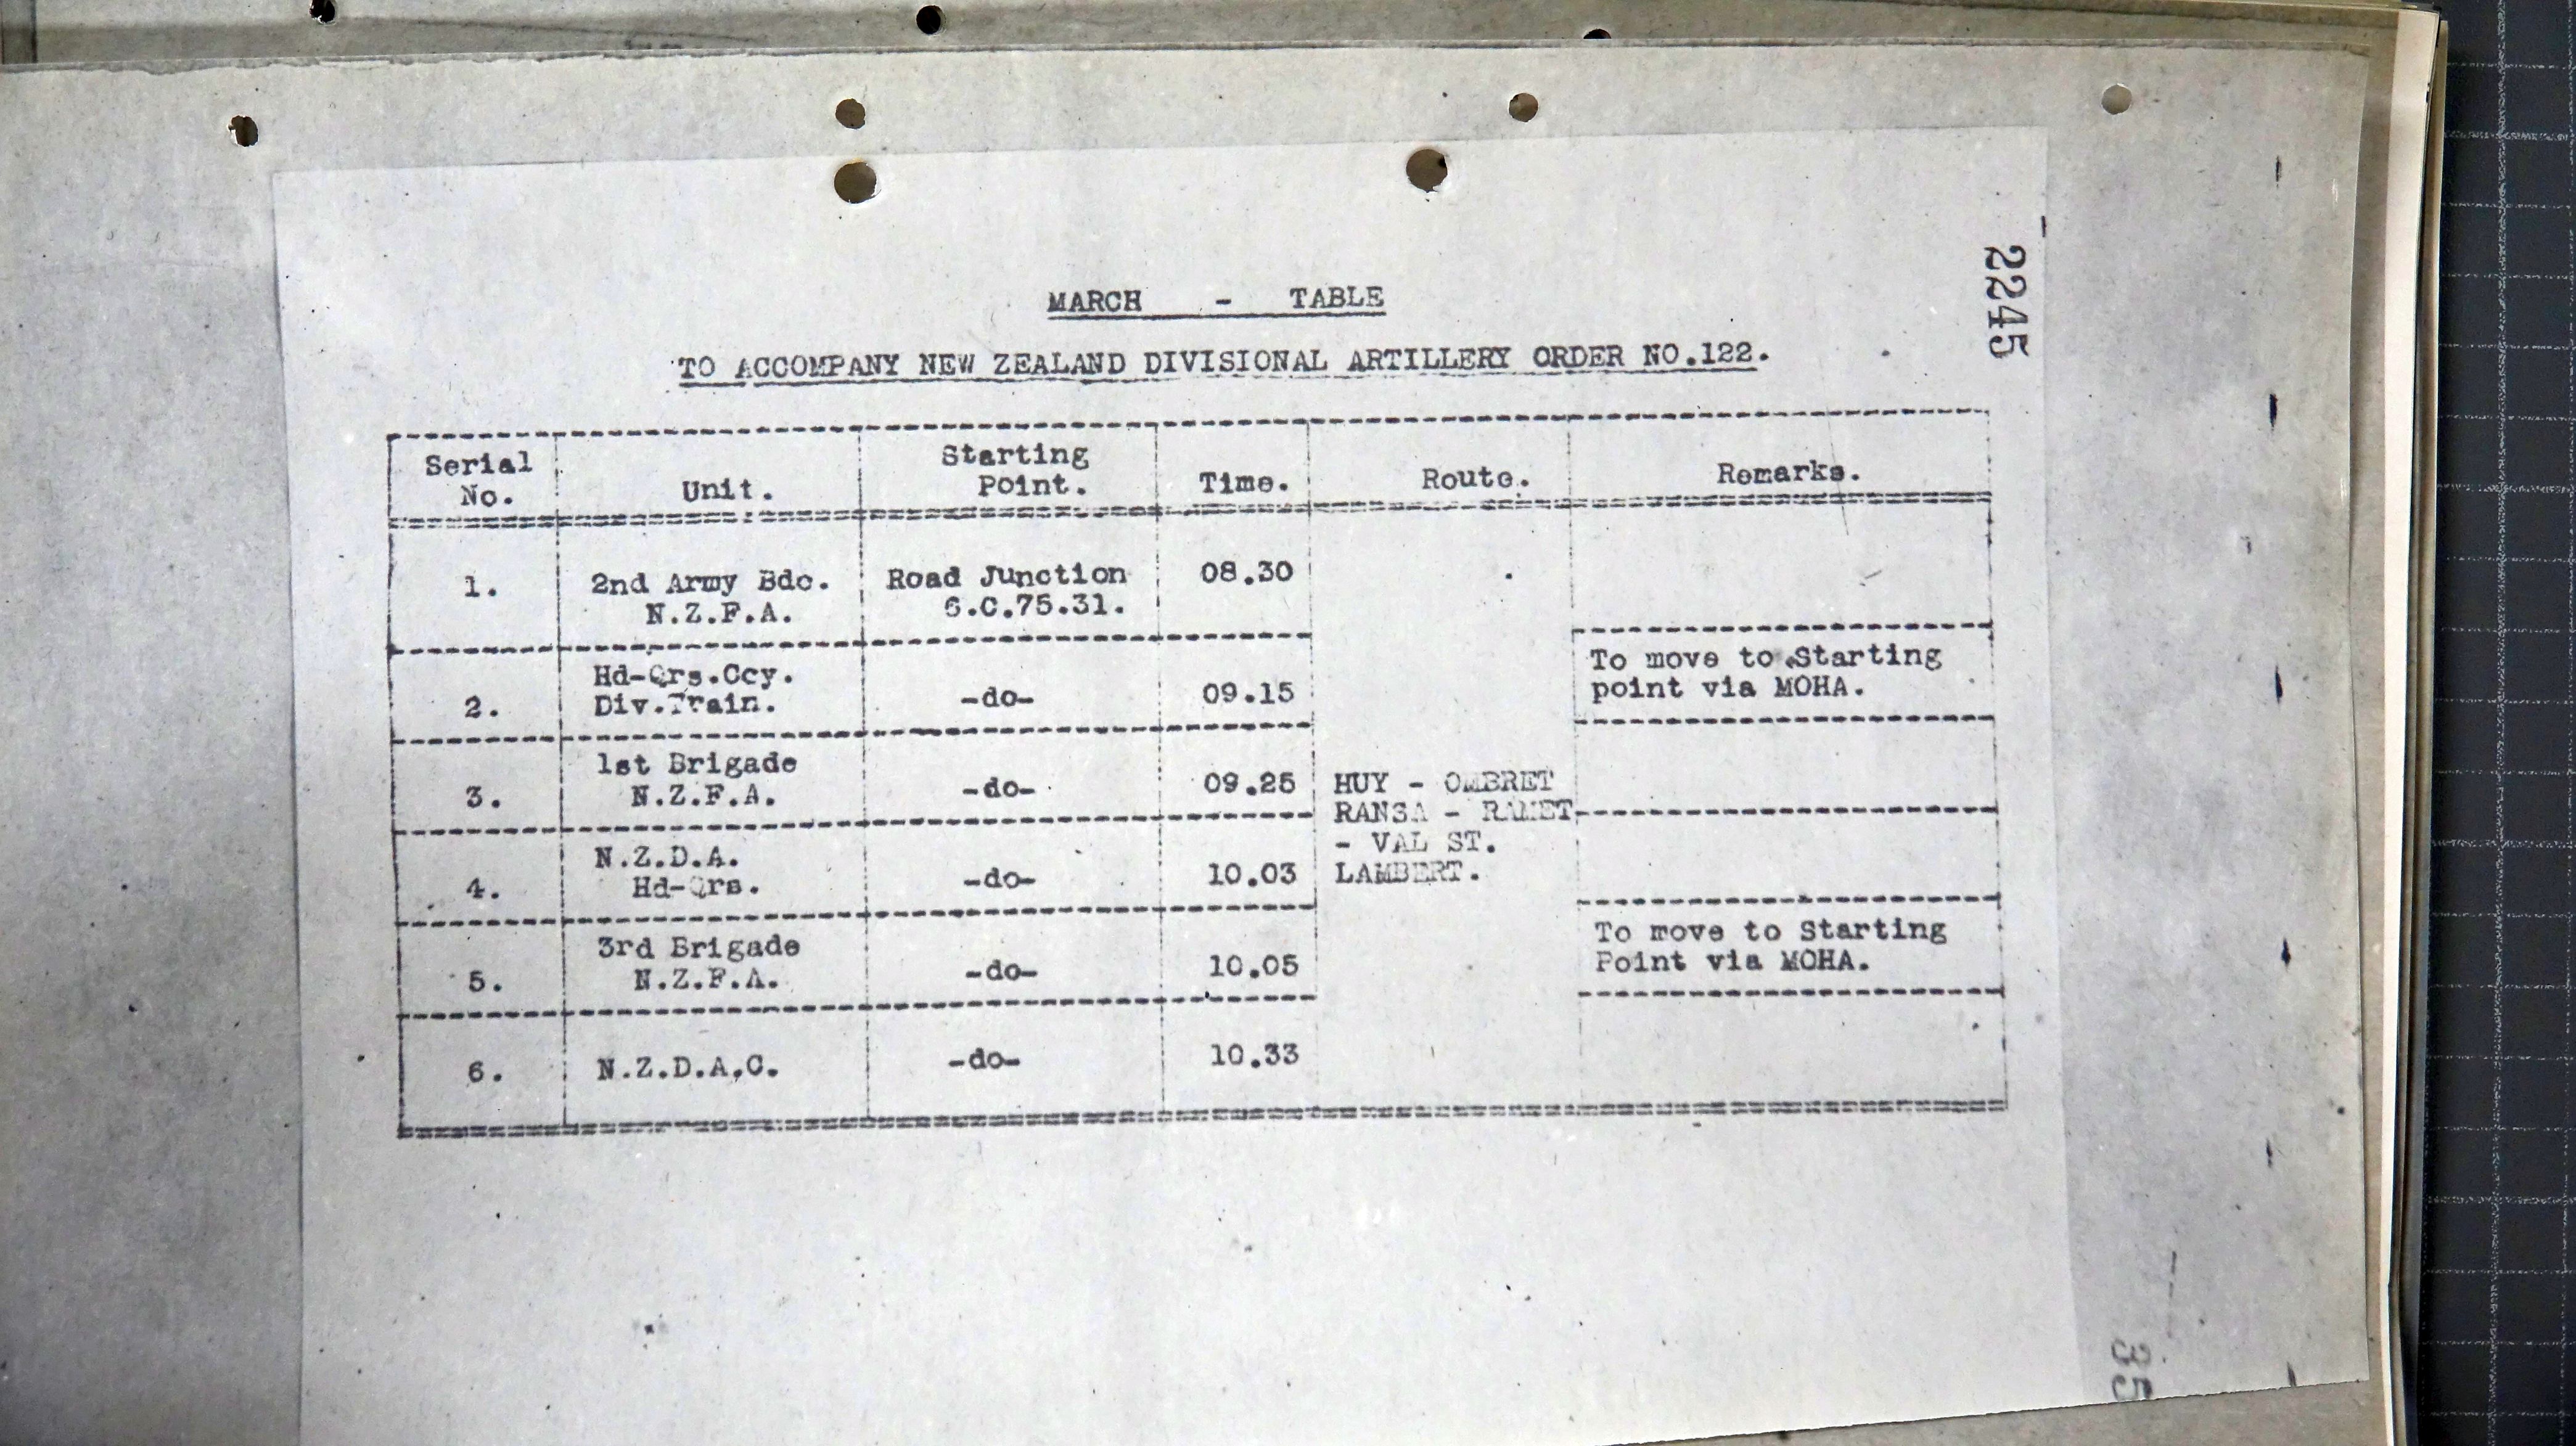 2245
MARCH - TABLE
TO ACCOMPANY NEW ZEALAND DIVISIONAL ARTILLERY ORDER NO.122.
Serial No. Unit. Starting Point. Time. Route. Remarks.
1. 2nd Army Bde. Road Junction 08.30
N.Z.F.A. 6.C.75.31.
Hd-Qrs.Coy. To move to Starting
2. Div.Train. -do- 09.15 point via MOHA.
1st Brigade
3. N.Z.F.A. -do- 09.25 HUY - OMBRET
RANSA - RAMET
N.Z.D.A. - VAL ST.
4. Hd-Qrs. -do- 10.03 LAMBERT.
3rd Brigade To move to Starting
5. N.Z.F.A. -do- 10.05 Point via MOHA.
6. N.Z.D.A.C. -do- 10.33
35